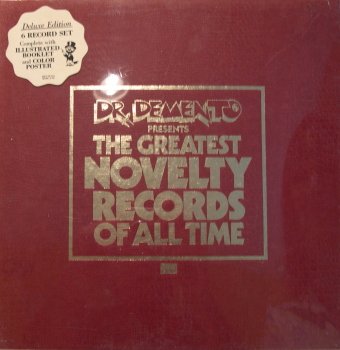 Deluxe Edition
6 RECORD SET
Complete with
ILLUSTRATED
BOOKLET
and COLOR
POSTER
DR. DEMENTO
PRESENTS
THE GREATEST
NOVELTY
RECORDS
OF ALL TIME